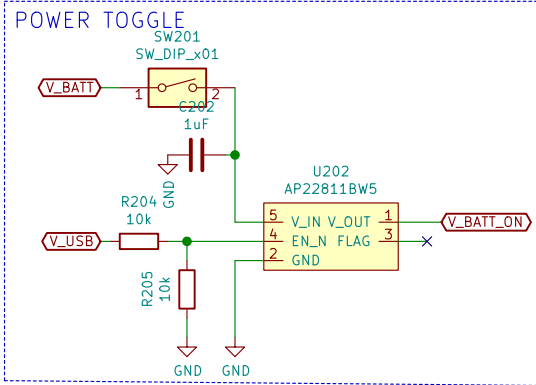 POWER TOGGLE
SW201
SW_DIP_x01
V_BATT
1
2
C202
1uF
GND
U202
AP22811BW5
R204
10k
5 V_IN V_OUT 1
V_BATT_ON
V_USB
4 EN_N FLAG 3
2 GND
R205
10k
GND
GND